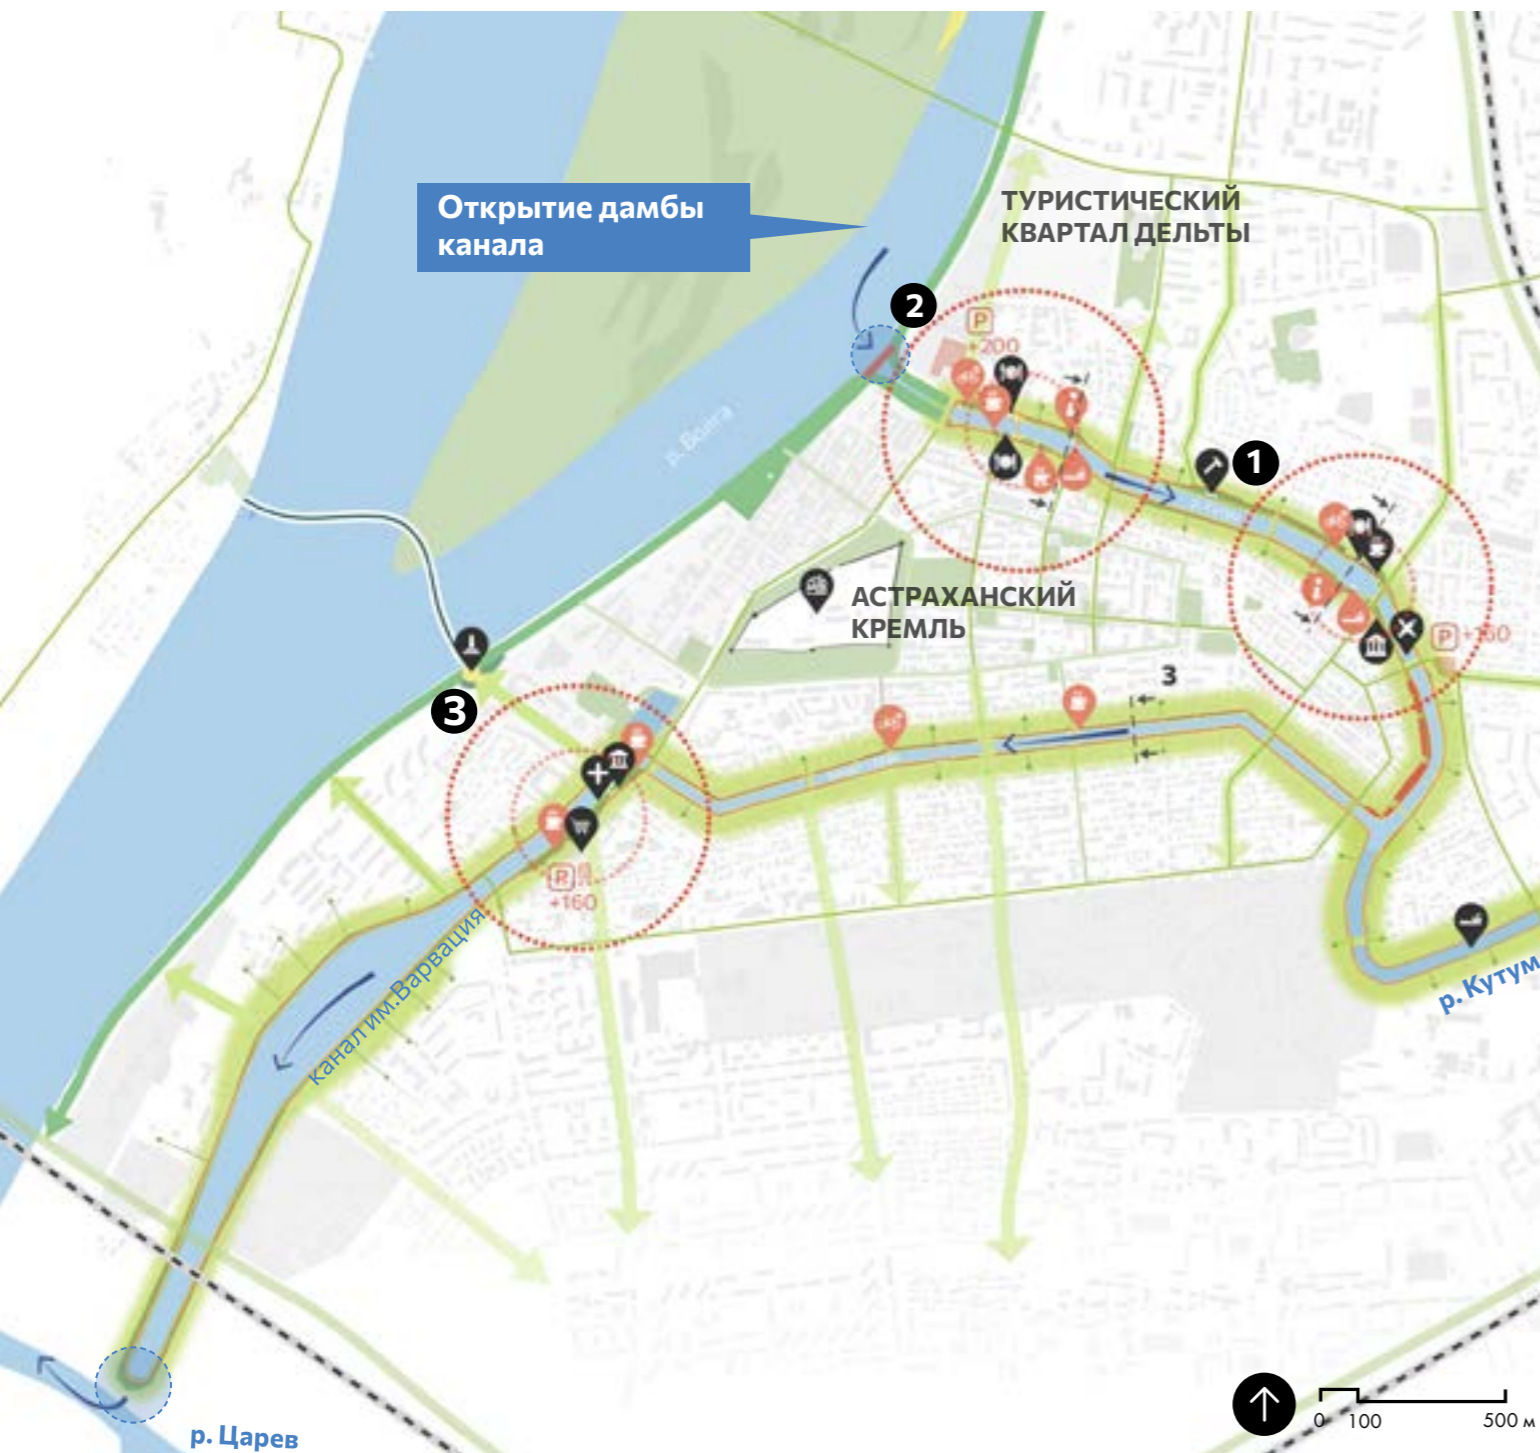 Открытие дамбы
канала
ТУРИСТИЧЕСКИЙ
КВАРТАЛ ДЕЛЬТЫ
2
P
+200
р. Волга
1
АСТРАХАНСКИЙ
КРЕМЛЬ
P +160
3
3
P
+160
канал им.Варвация
р. Кутум
р. Царев
0 100 500 м